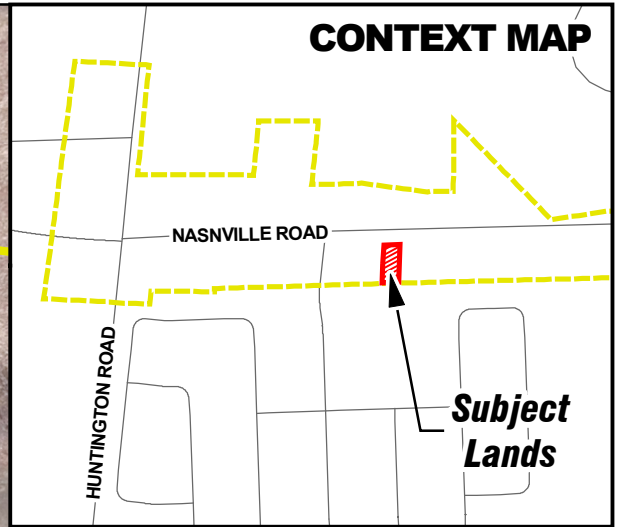 CONTEXT MAP
NASNVILLE ROAD
HUNTINGTON ROAD
Subject
Lands